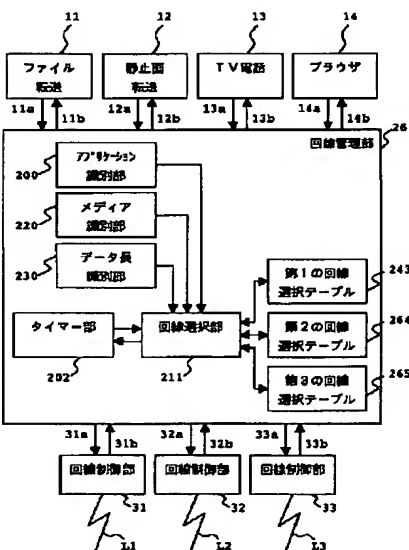 11 12 13 14
ファイル
転送
静止画
転送
TV電話
ブラウザ
11a 11b 12a 12b 13a 13b 14a 14b
26
回線管理部
200
アプリケーション
識別部
220
メディア
識別部
230
データ長
識別部
第1の回線
選択テーブル
243
タイマー部
202
回線選択部
211
第2の回線
選択テーブル
264
第3の回線
選択テーブル
265
31a 31b 32a 32b 33a 33b
回線制御部
31
回線制御部
32
回線制御部
33
L1 L2 L3